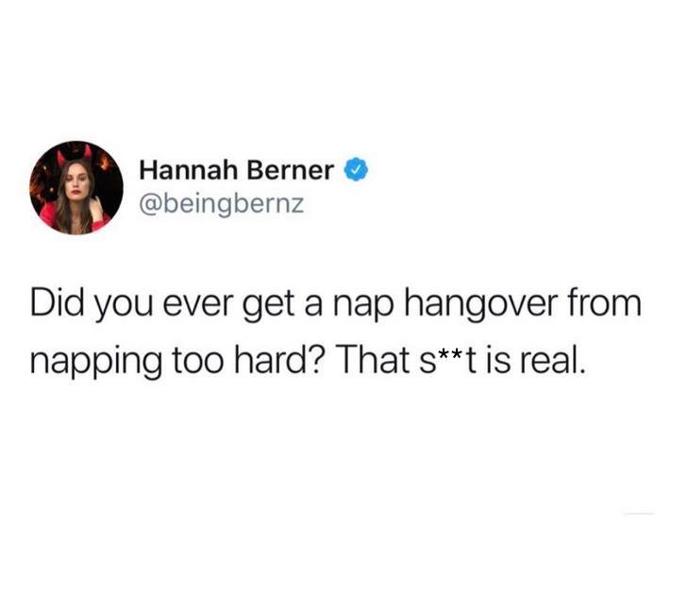 Hannah Berner
@beingbernz
Did you ever get a nap hangover from
napping too hard? That s**t is real.